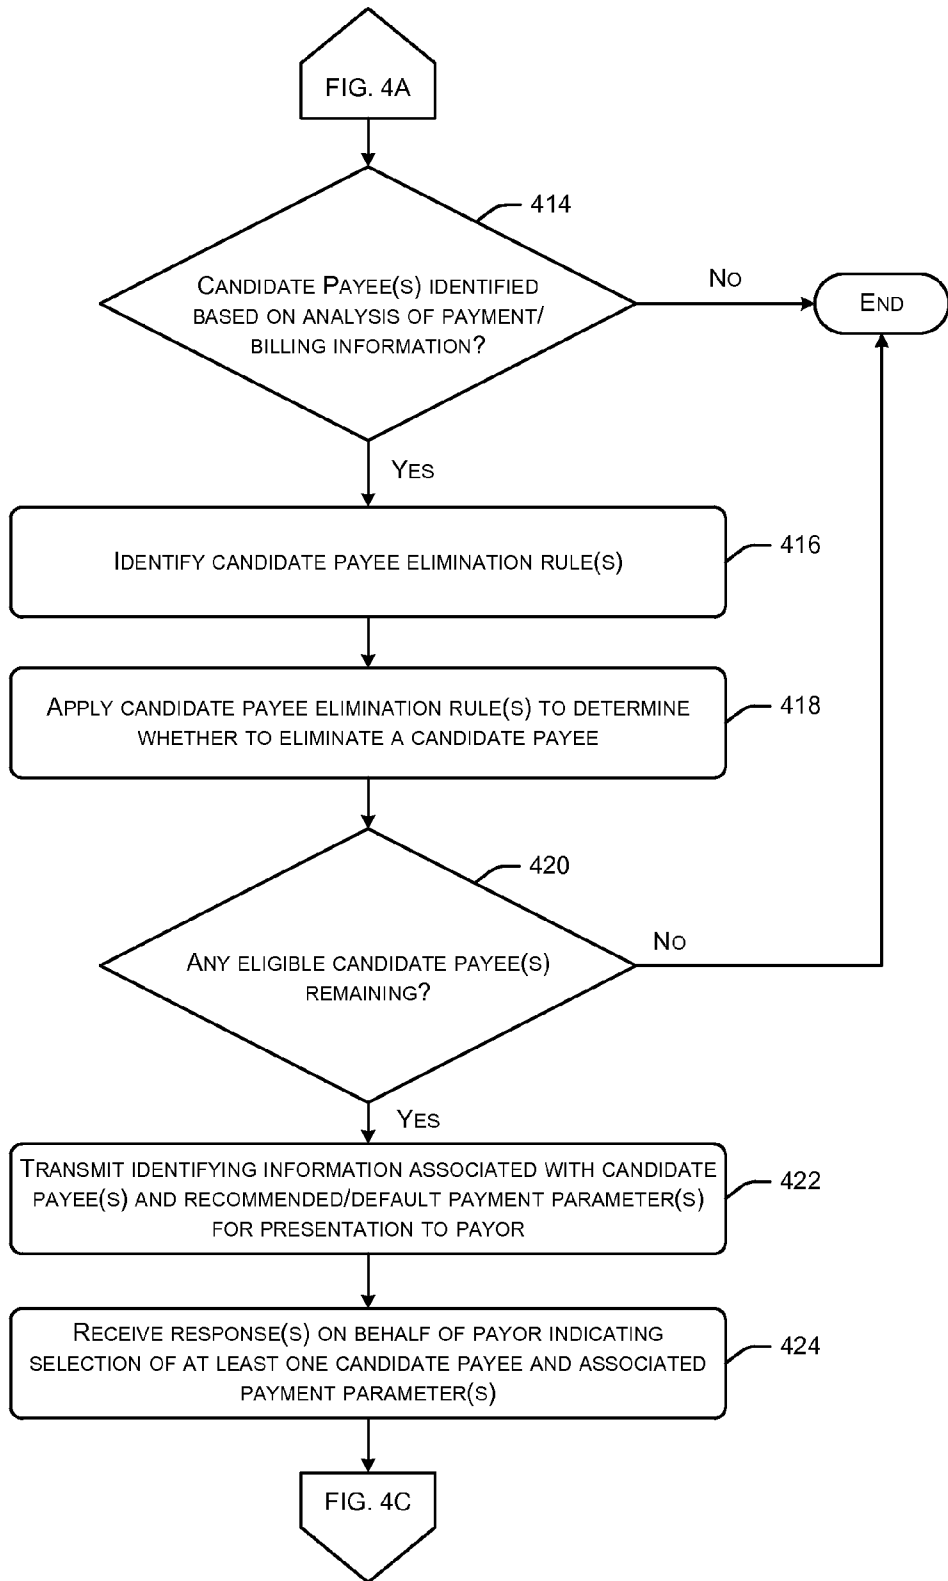 FIG. 4A
414
CANDIDATE PAYEE(S) IDENTIFIED
BASED ON ANALYSIS OF PAYMENT/
BILLING INFORMATION?
NO
END
YES
416
IDENTIFY CANDIDATE PAYEE ELIMINATION RULE(S)
418
APPLY CANDIDATE PAYEE ELIMINATION RULE(S) TO DETERMINE
WHETHER TO ELIMINATE A CANDIDATE PAYEE
420
ANY ELIGIBLE CANDIDATE PAYEE(S)
REMAINING?
NO
YES
TRANSMIT IDENTIFYING INFORMATION ASSOCIATED WITH CANDIDATE
PAYEE(S) AND RECOMMENDED/DEFAULT PAYMENT PARAMETER(S)
FOR PRESENTATION TO PAYOR
422
RECEIVE RESPONSE(S) ON BEHALF OF PAYOR INDICATING
SELECTION OF AT LEAST ONE CANDIDATE PAYEE AND ASSOCIATED
PAYMENT PARAMETER(S)
424
FIG. 4C